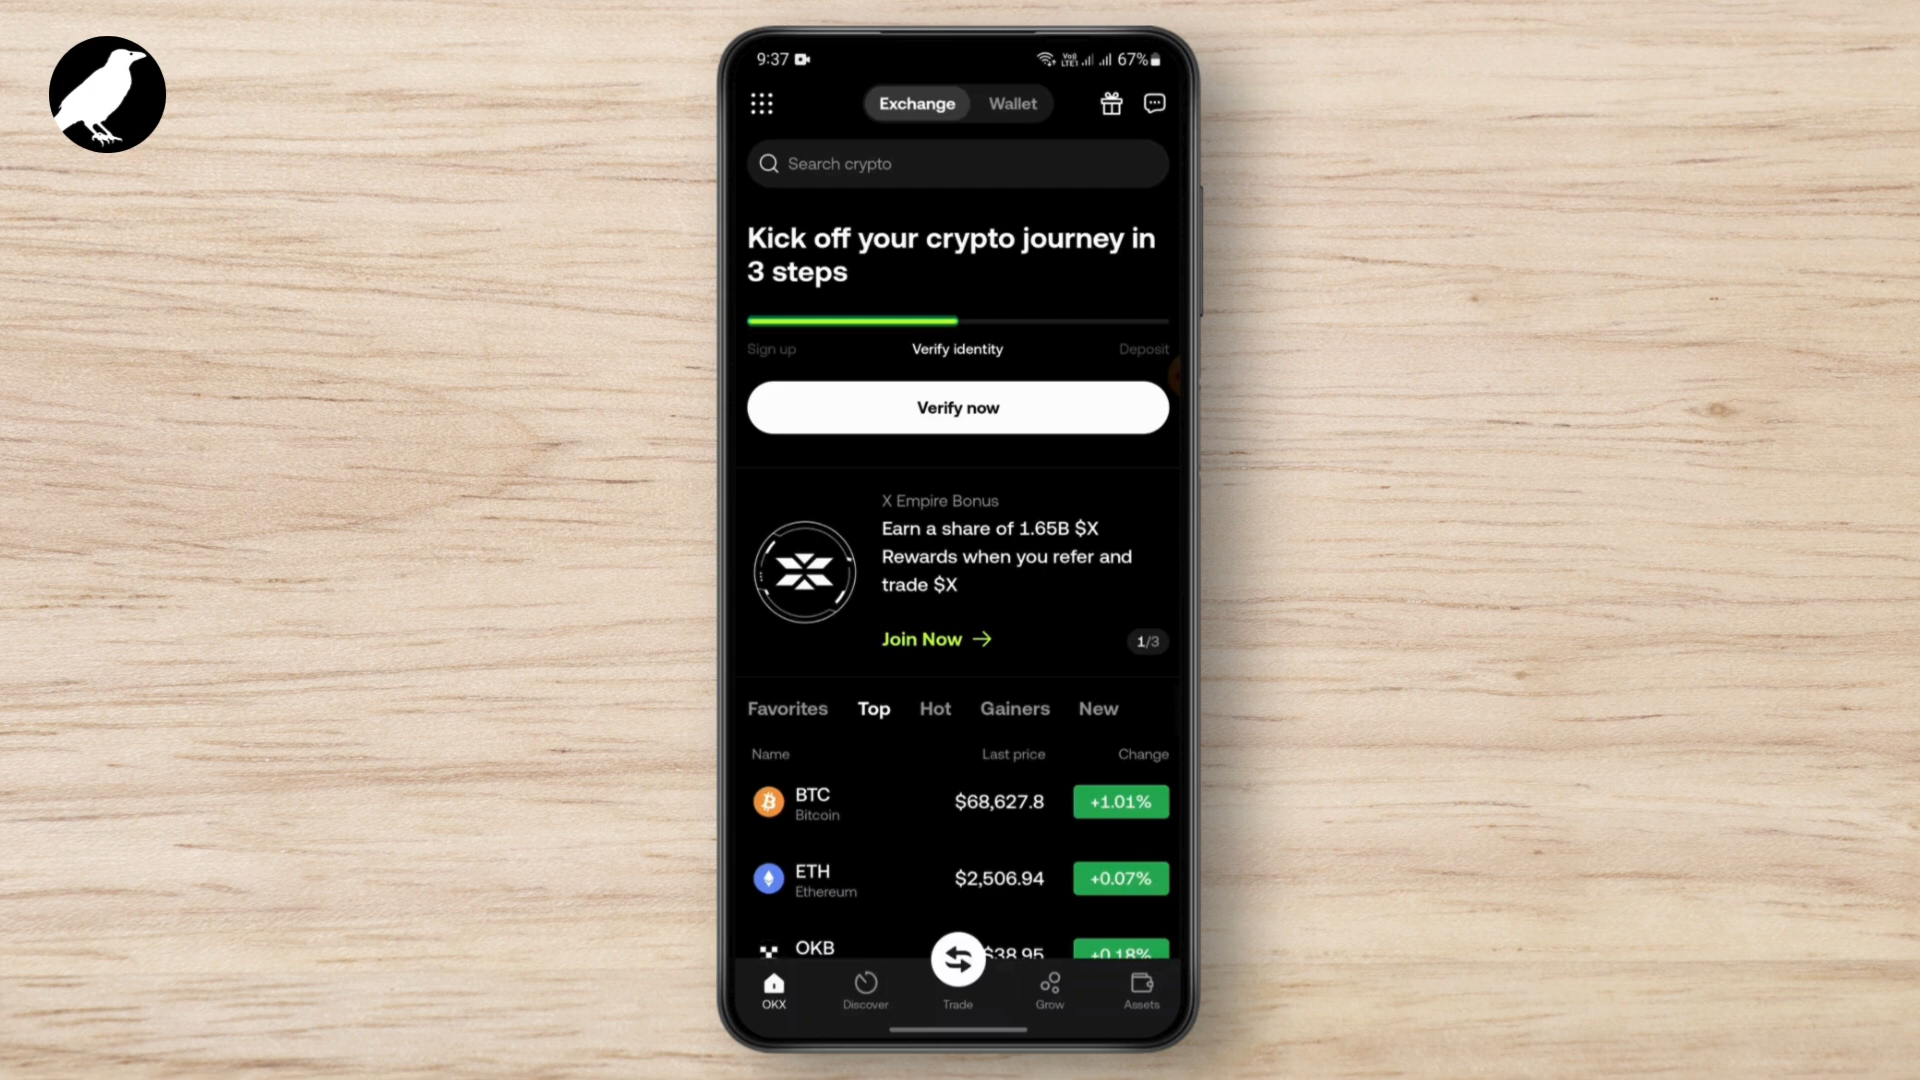 9:37
Vo))
LTE1
67%
Exchange
Wallet
Search crypto
Kick off your crypto journey in
3 steps
Sign up
Verify identity
Deposit
Verify now
X Empire Bonus
Earn a share of 1.65B $X
Rewards when you refer and
trade $X
Join Now →
1/3
Favorites Top Hot Gainers New
Name Last price Change
BTC
Bitcoin
$68,627.8
+1.01%
ETH
Ethereum
$2,506.94
+0.07%
OKB
$38.95
+0.18%
OKX
Discover
Trade
Grow
Assets